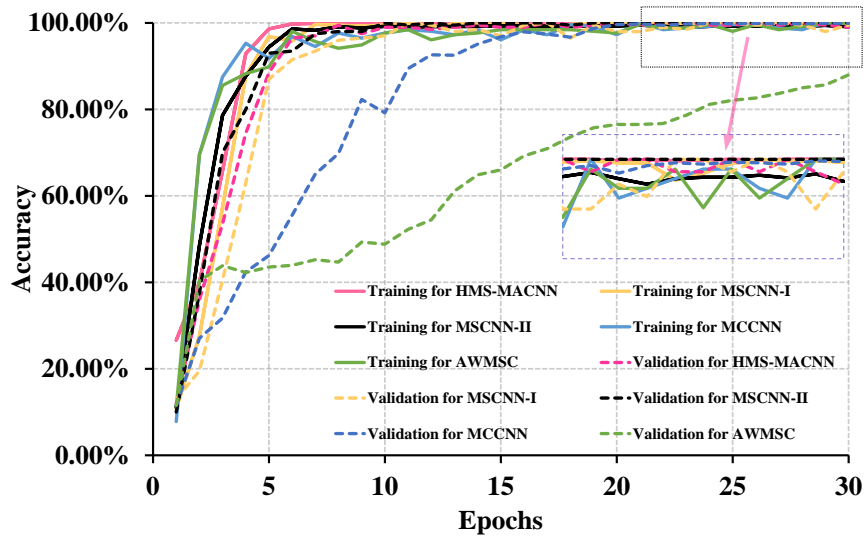 100.00%
80.00%
60.00%
40.00%
20.00%
0.00%
Accuracy
Training for HMS-MACNN
Training for MSCNN-I
Training for MSCNN-II
Training for MCCNN
Training for AWMSC
Validation for HMS-MACNN
Validation for MSCNN-I
Validation for MSCNN-II
Validation for MCCNN
Validation for AWMSC
0 5 10 15 20 25 30
Epochs